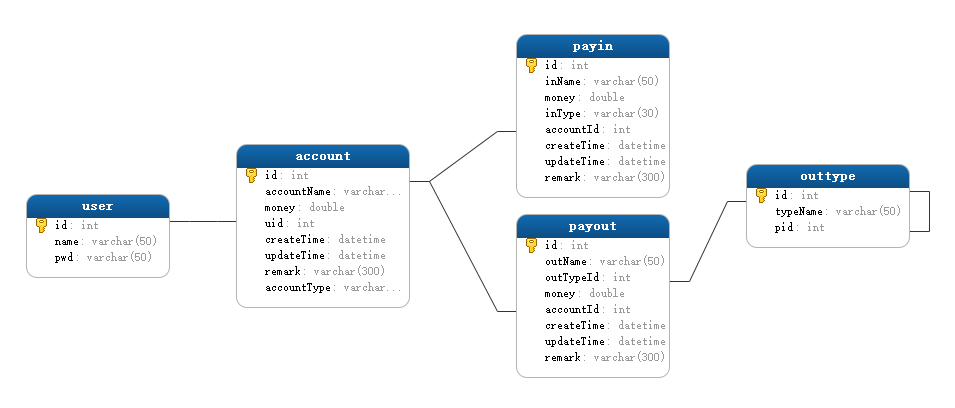 user
id: int
name: varchar(50)
pwd: varchar(50)
account
id: int
accountName: varchar...
money: double
uid: int
createTime: datetime
updateTime: datetime
remark: varchar(300)
accountType: varchar...
payin
id: int
inName: varchar(50)
money: double
inType: varchar(30)
accountId: int
createTime: datetime
updateTime: datetime
remark: varchar(300)
payout
id: int
outName: varchar(50)
outTypeId: int
money: double
accountId: int
createTime: datetime
updateTime: datetime
remark: varchar(300)
outtype
id: int
typeName: varchar(50)
pid: int